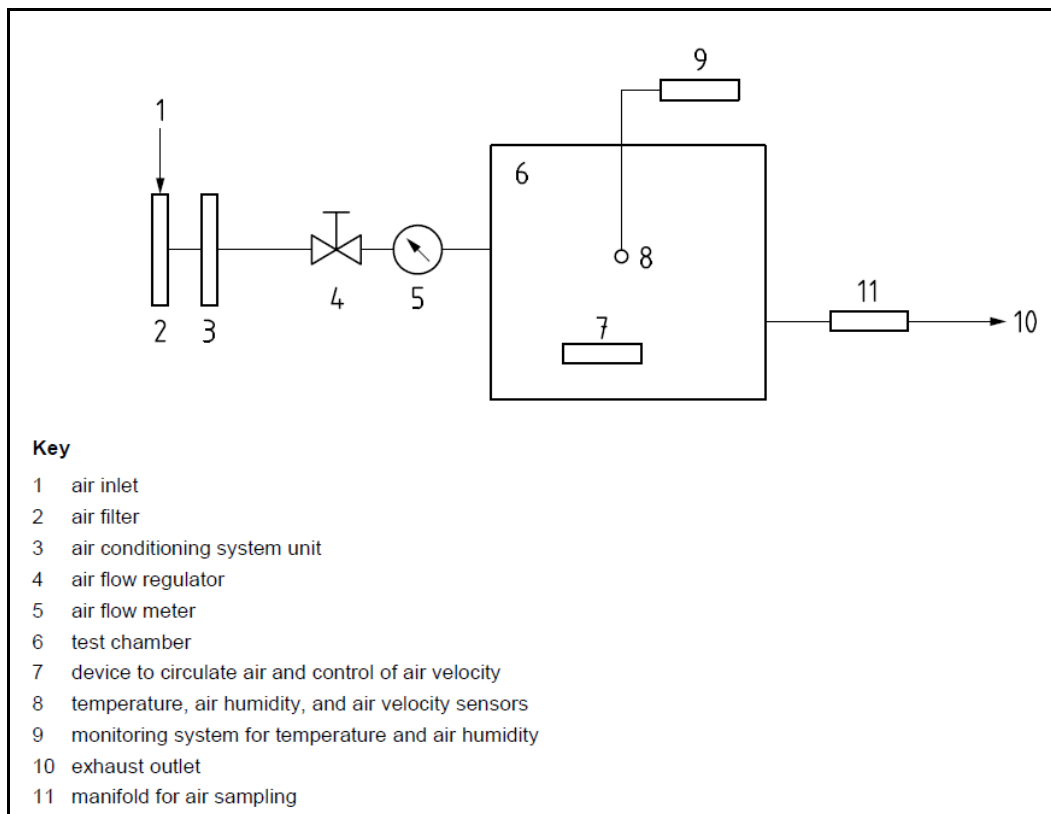 9
1
6
8
11
4
5
10
2
3
7
Key
1 air inlet
2 air filter
3 air conditioning system unit
4 air flow regulator
5 air flow meter
6 test chamber
7 device to circulate air and control of air velocity
8 temperature, air humidity, and air velocity sensors
9 monitoring system for temperature and air humidity
10 exhaust outlet
11 manifold for air sampling